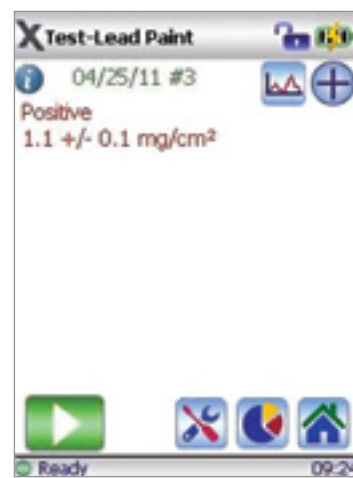 Test-Lead Paint
04/25/11 #3
Positive
1.1 +/- 0.1 mg/cm²
Ready
09:24